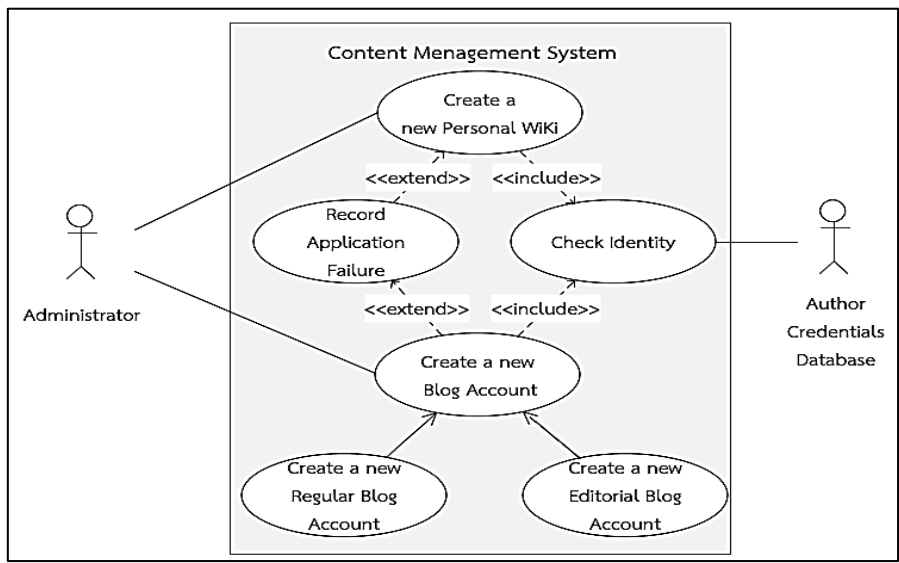 Content Menagement System
Create a
new Personal WiKi
<<extend>>
<<include>>
Record
Application
Failure
Check Identity
Administrator
Author
Credentials
Database
<<extend>>
<<include>>
Create a new
Blog Account
Create a new
Regular Blog
Account
Create a new
Editorial Blog
Account